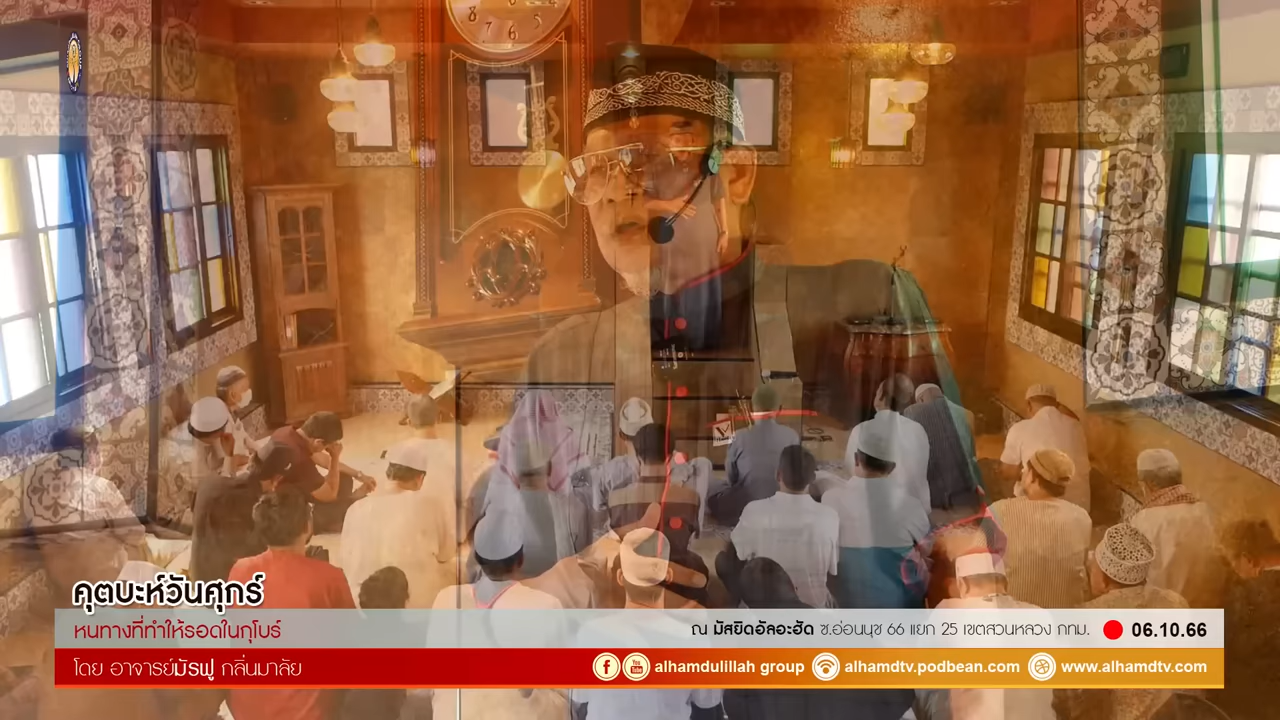 8 7 6 5
คุตบะห์วันศุกร์
หนทางที่ทำให้รอดในกุโบร์
ณ มัสยิดอัลอะฮัด ซ.อ่อนนุช 66 แยก 25 เขตสวนหลวง กทม. 06.10.66
โดย อาจารย์มัรฟู กลิ่นมาลัย
alhamdulillah group alhamdtv.podbean.com www.alhamdtv.com